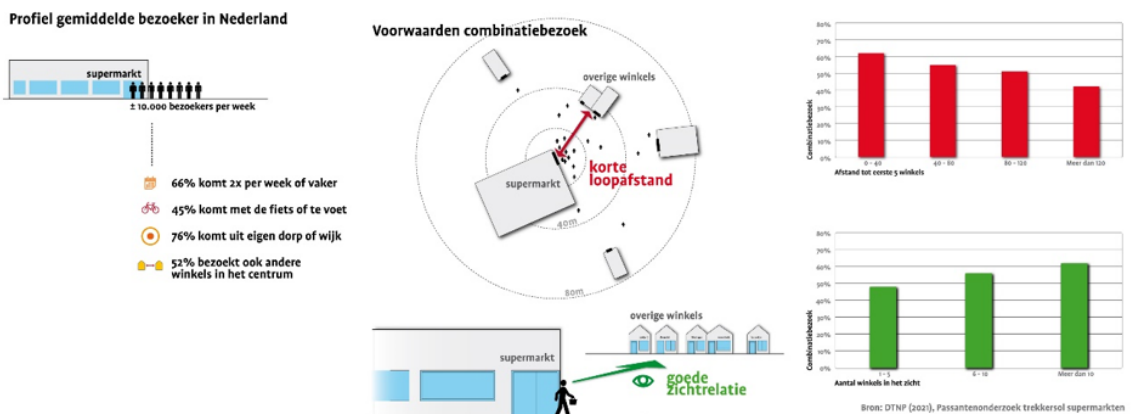 Profiel gemiddelde bezoeker in Nederland
supermarkt
± 10.000 bezoekers per week
66% komt 2x per week of vaker
45% komt met de fiets of te voet
76% komt uit eigen dorp of wijk
52% bezoekt ook andere
winkels in het centrum
Voorwaarden combinatiebezoek
overige winkels
korte
loopafstand
supermarkt
40m
80m
overige winkels
supermarkt
goede
zichtrelatie
Combinatiebezoek
80%
70%
60%
50%
40%
30%
20%
10%
0%
0 - 40
40 - 80
80 - 120
Meer dan 120
Afstand tot eerste 5 winkels
Combinatiebezoek
80%
70%
60%
50%
40%
30%
20%
10%
0%
1 - 5
6 - 10
Meer dan 10
Aantal winkels in het zicht
Bron: DTNP (2021), Passantenonderzoek trekkersol supermarkten